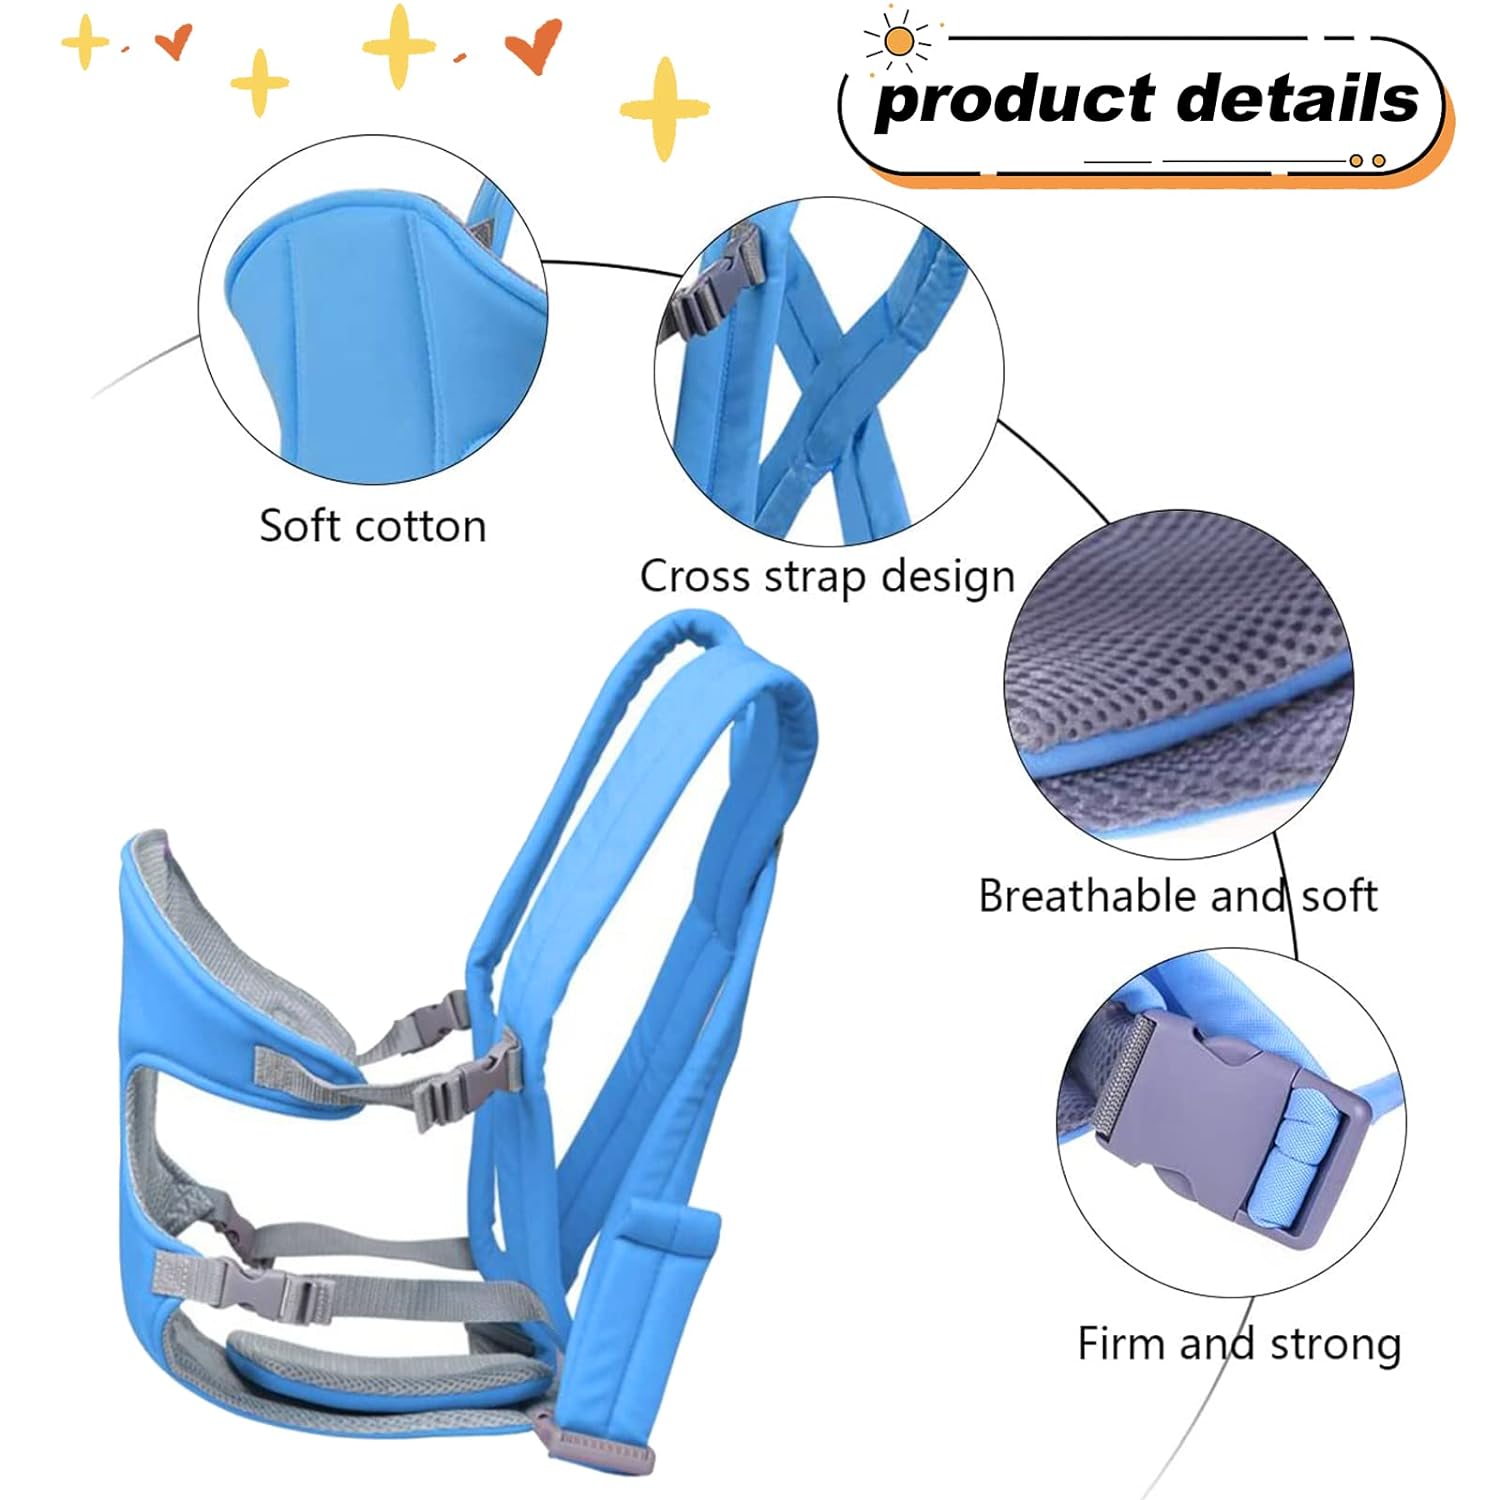 product details
Soft cotton
Cross strap design
Breathable and soft
Firm and strong